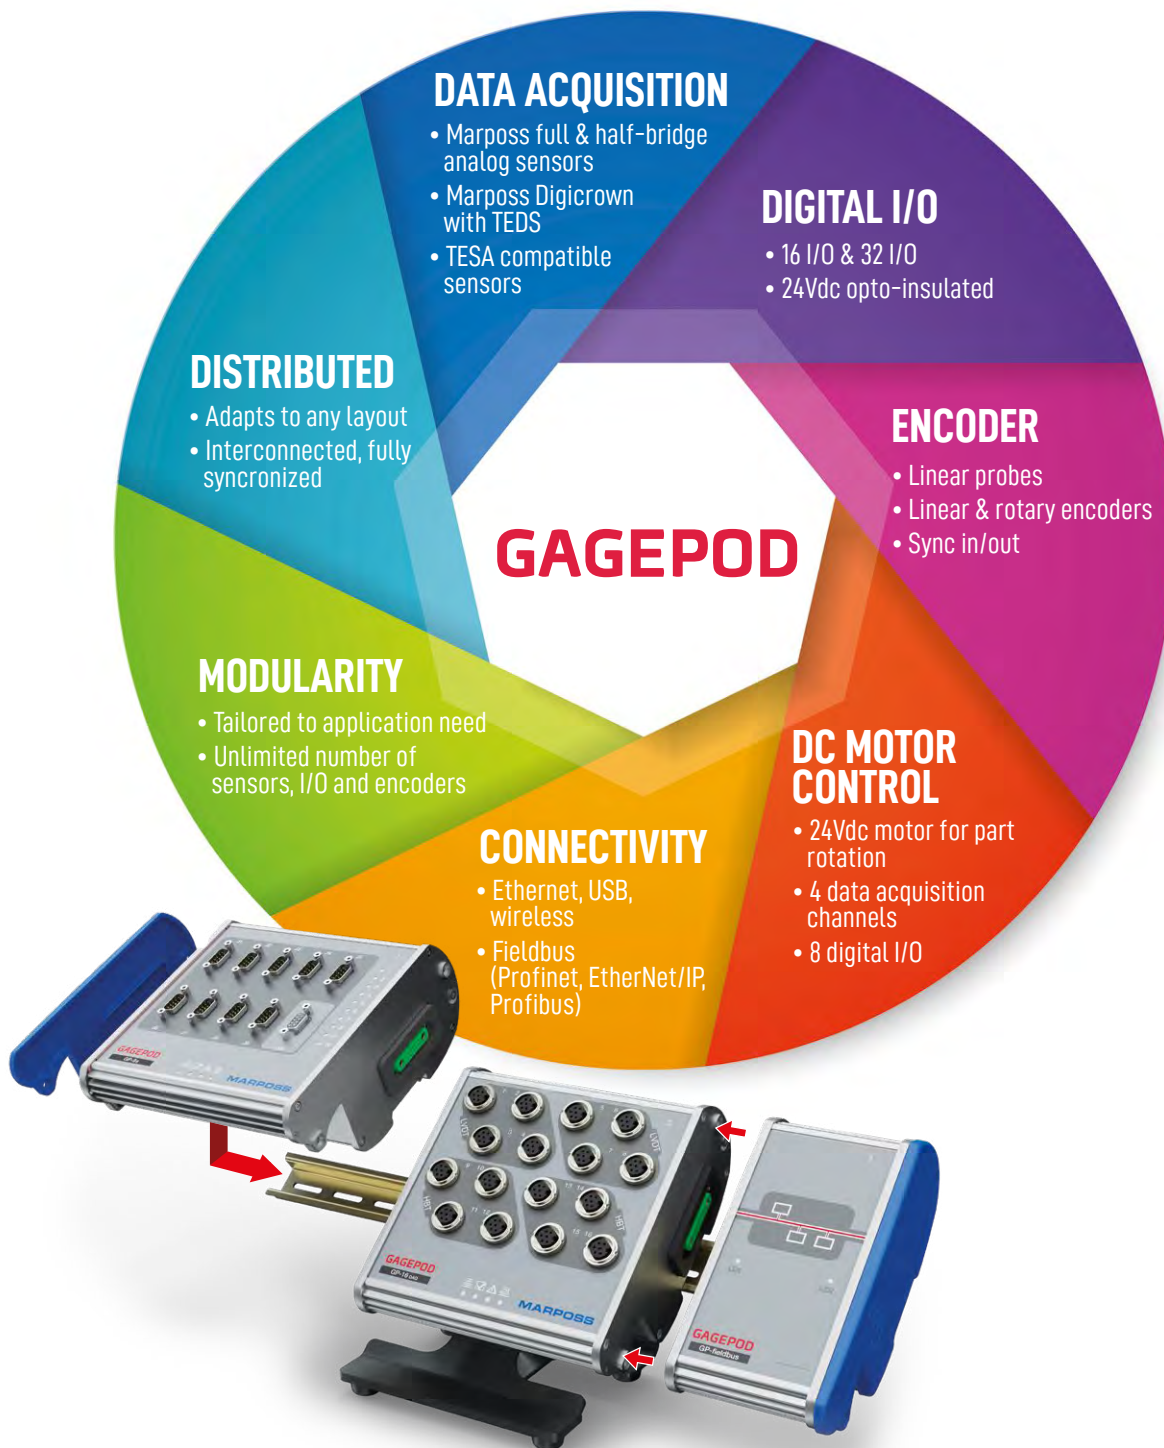 DATA ACQUISITION
• Marposs full & half-bridge
analog sensors
• Marposs Digicrown
with TEDS
• TESA compatible
sensors
DIGITAL I/O
• 16 I/O & 32 I/O
• 24Vdc opto-insulated
DISTRIBUTED
• Adapts to any layout
• Interconnected, fully
syncronized
ENCODER
• Linear probes
• Linear & rotary encoders
• Sync in/out
GAGEPOD
MODULARITY
• Tailored to application need
• Unlimited number of
sensors, I/O and encoders
DC MOTOR
CONTROL
• 24Vdc motor for part
rotation
• 4 data acquisition
channels
• 8 digital I/O
CONNECTIVITY
• Ethernet, USB,
wireless
• Fieldbus
(Profinet, EtherNet/IP,
Profibus)
GAGEPOD
MARPOSS
LVDT
LVDT
HBT
HBT
GAGEPOD
MARPOSS
GAGEPOD
GP-fieldbus